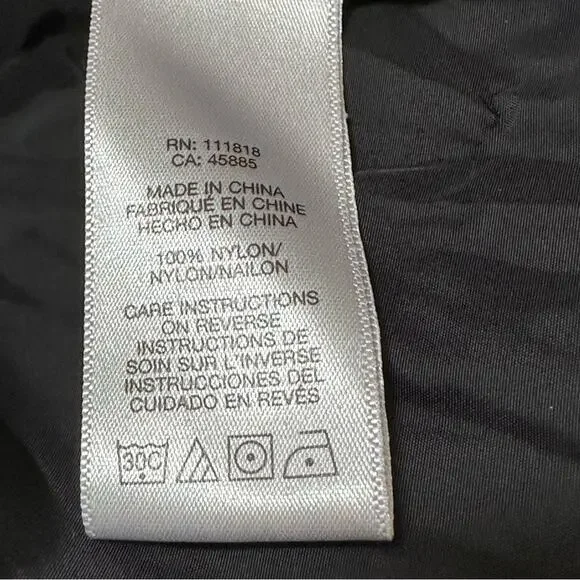 RN: 111818
CA: 45885
MADE IN CHINA
FABRIQUÉ EN CHINE
HECHO EN CHINA
100% NYLON/
NYLON/NAILON
CARE INSTRUCTIONS
ON REVERSE
INSTRUCTIONS DE
SOIN SUR L'INVERSE
INSTRUCCIONES DEL
CUIDADO EN REVÉS
30C